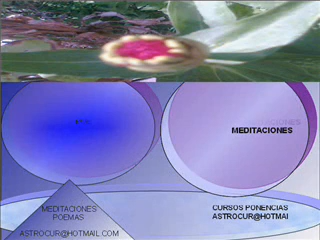 MEDITACIONES
MEDITACIONES
POEMAS
ASTROCUR@HOTMAIL.COM
CURSOS PONENCIAS
ASTROCUR@HOTMAI